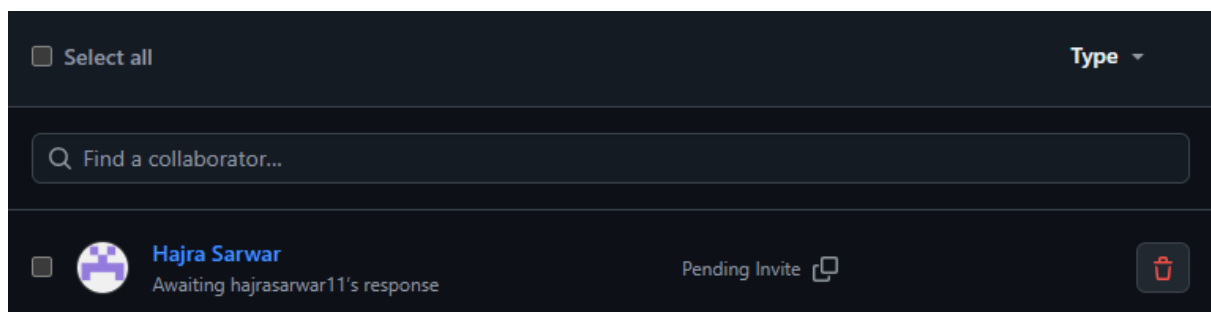 Select all
Type
Find a collaborator...
Hajra Sarwar
Awaiting hajrasarwar11's response
Pending Invite